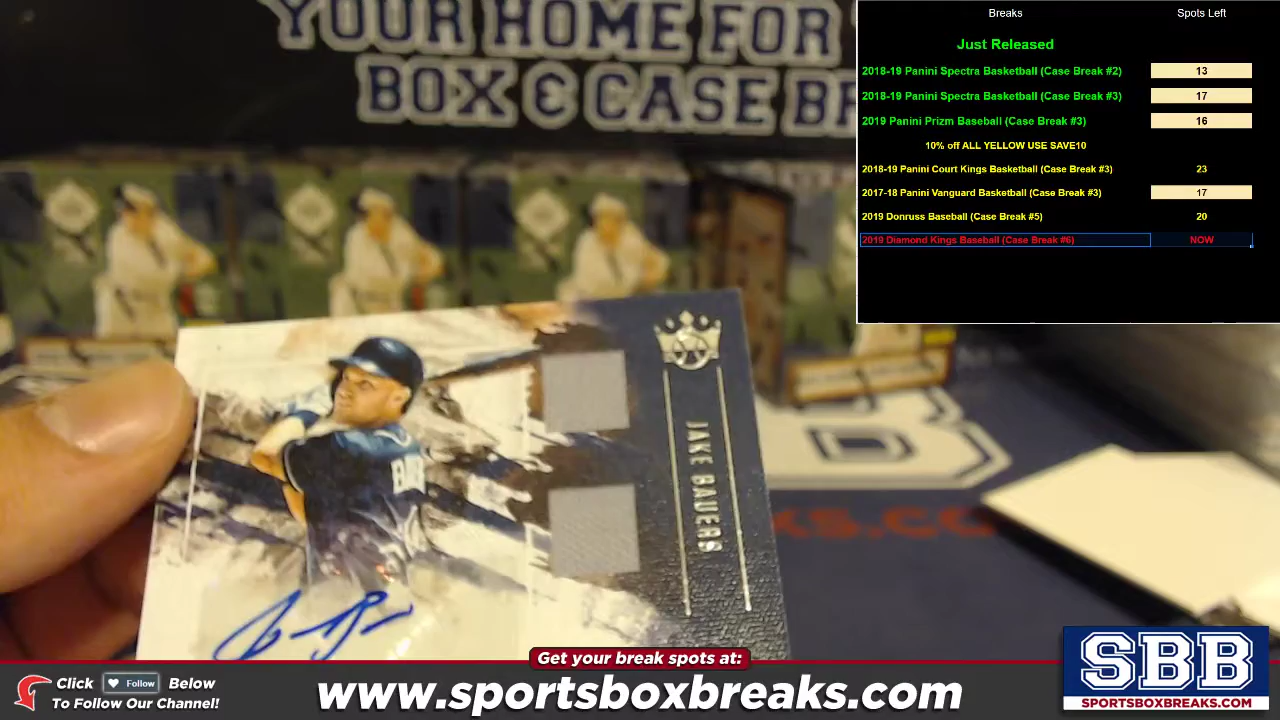 YOUR HOME FOR
BOX & CASE BR
Breaks Spots Left
Just Released
2018-19 Panini Spectra Basketball (Case Break #2) 13
2018-19 Panini Spectra Basketball (Case Break #3) 17
2019 Panini Prizm Baseball (Case Break #3) 16
10% off ALL YELLOW USE SAVE10
2018-19 Panini Court Kings Basketball (Case Break #3) 23
2017-18 Panini Vanguard Basketball (Case Break #3) 17
2019 Donruss Baseball (Case Break #5) 20
2019 Diamond Kings Baseball (Case Break #6) NOW
JAKE BAUERS
KS.CO
Get your break spots at:
Click Follow Below
To Follow Our Channel!
www.sportsboxbreaks.com
SBB
SPORTSBOXBREAKS.COM